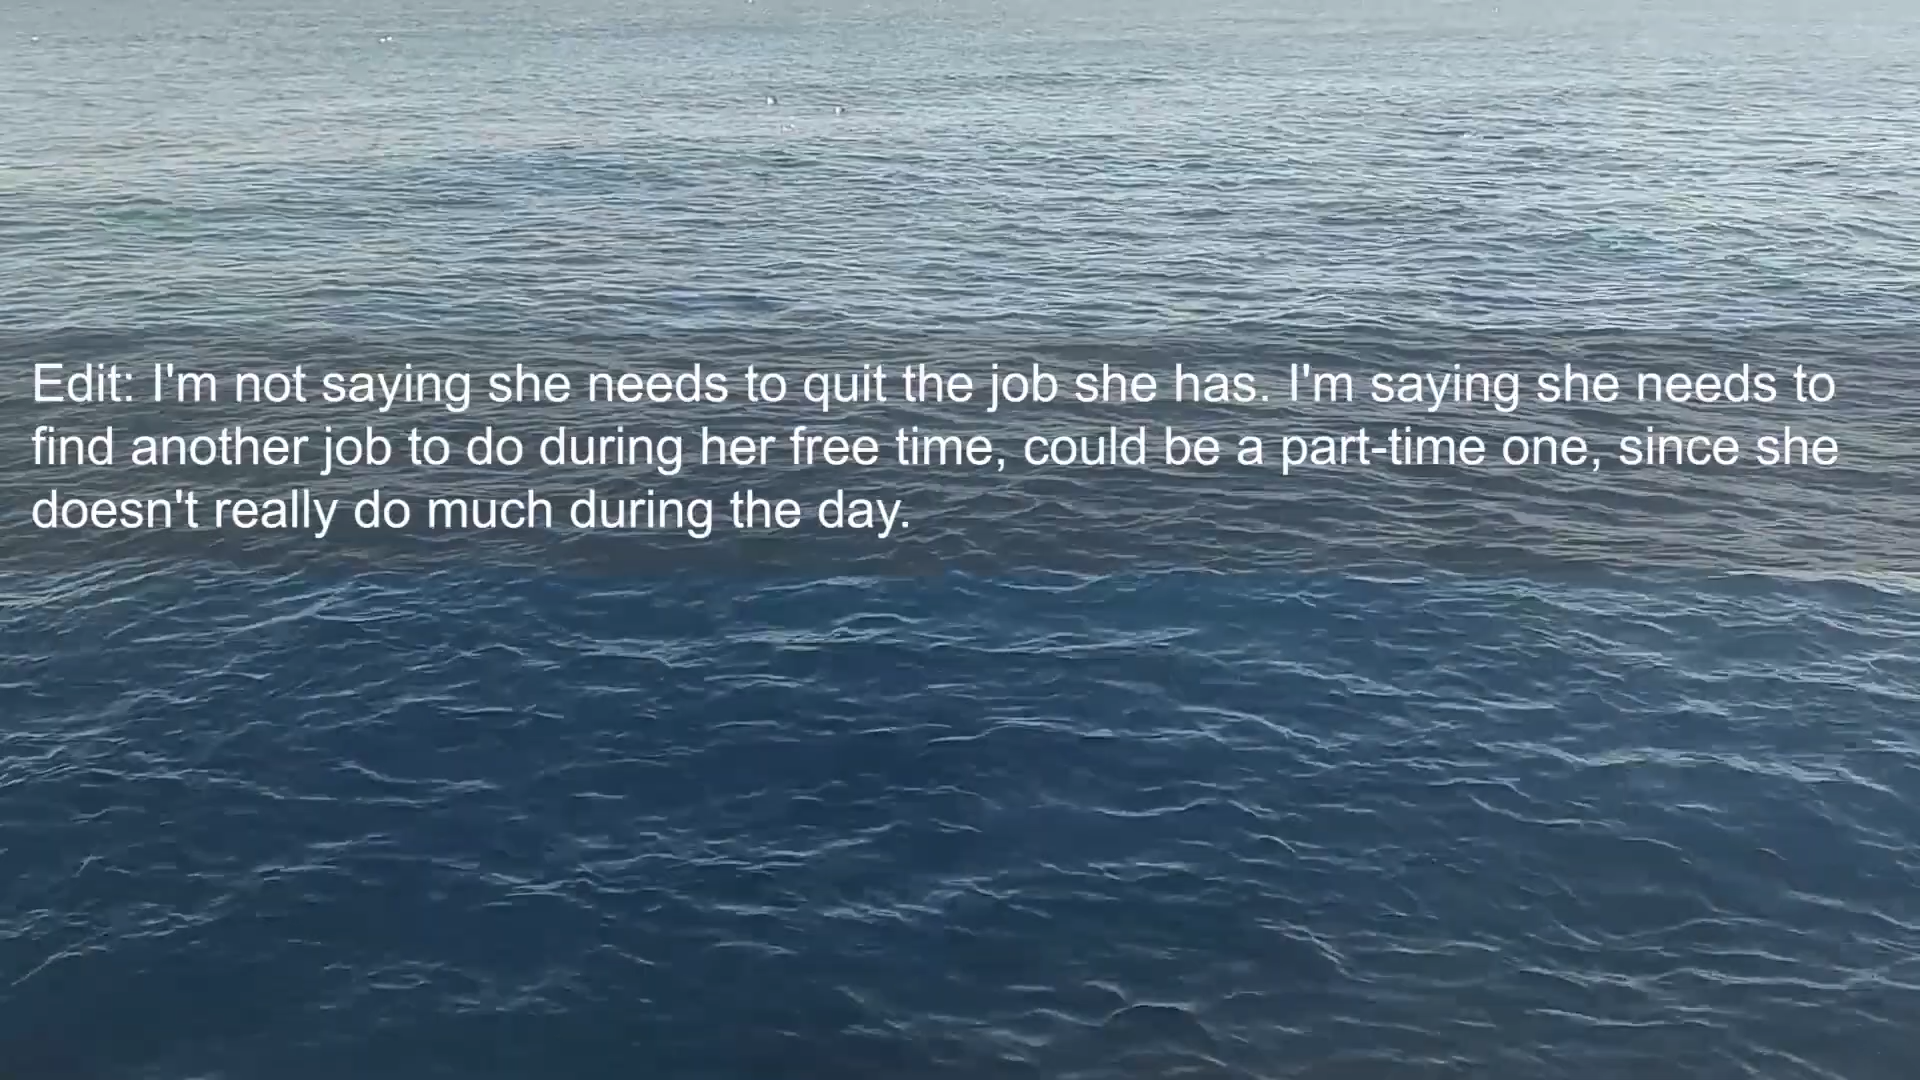 Edit: I'm not saying she needs to quit the job she has. I'm saying she needs to
find another job to do during her free time, could be a part-time one, since she
doesn't really do much during the day.